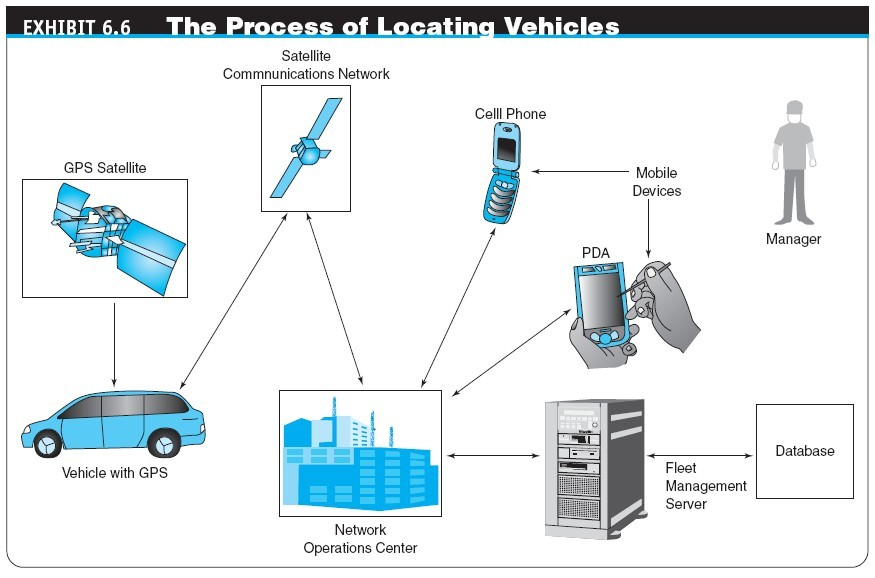 EXHIBIT 6.6 The Process of Locating Vehicles
Satellite
Commnunications Network
GPS Satellite
Celll Phone
Mobile
Devices
Manager
PDA
Vehicle with GPS
Network
Operations Center
Fleet
Management
Server
Database